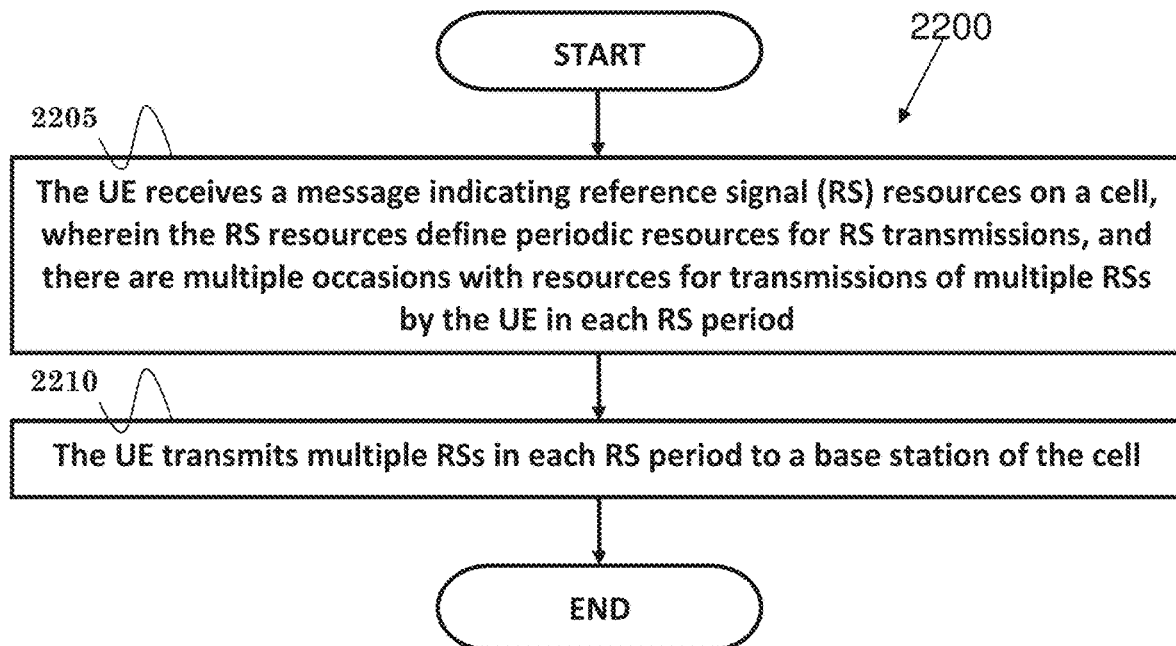 START
2200
2205
The UE receives a message indicating reference signal (RS) resources on a cell,
wherein the RS resources define periodic resources for RS transmissions, and
there are multiple occasions with resources for transmissions of multiple RSs
by the UE in each RS period
2210
The UE transmits multiple RSs in each RS period to a base station of the cell
END